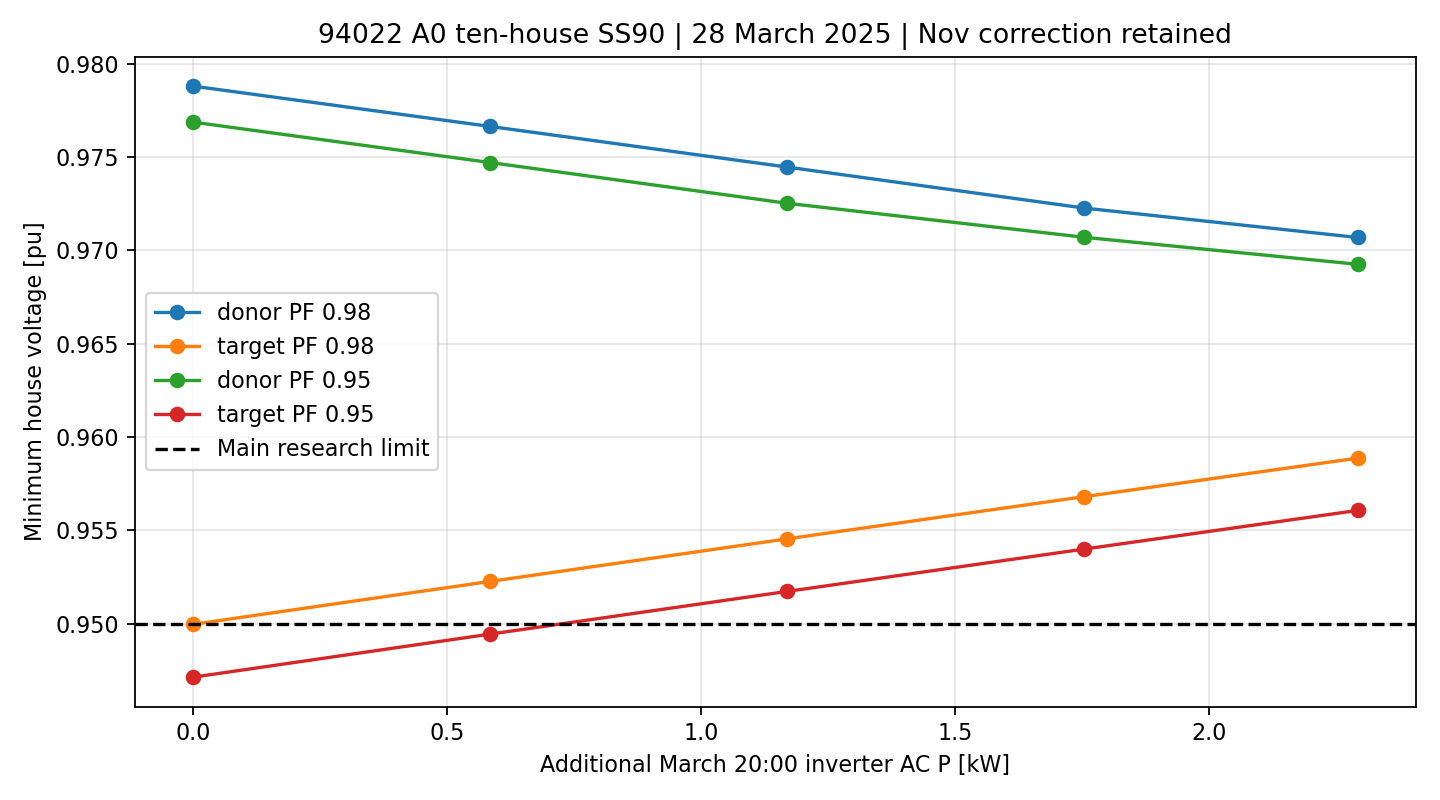 94022 A0 ten-house SS90 | 28 March 2025 | Nov correction retained
Minimum house voltage [pu]
0.980
0.975
0.970
0.965
0.960
0.955
0.950
donor PF 0.98
target PF 0.98
donor PF 0.95
target PF 0.95
Main research limit
0.0
0.5
1.0
1.5
2.0
Additional March 20:00 inverter AC P [kW]